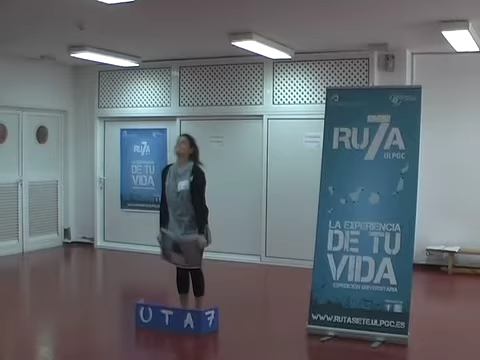 RU7A
ULPGC
LA EXPERIENCIA
DE TU
VIDA
EXPEDICIÓN UNIVERSITARIA
WWW.RUTASIETE.ULPGC.ES
RU7A
LA EXPERIENCIA
DE TU
VIDA
UTA7